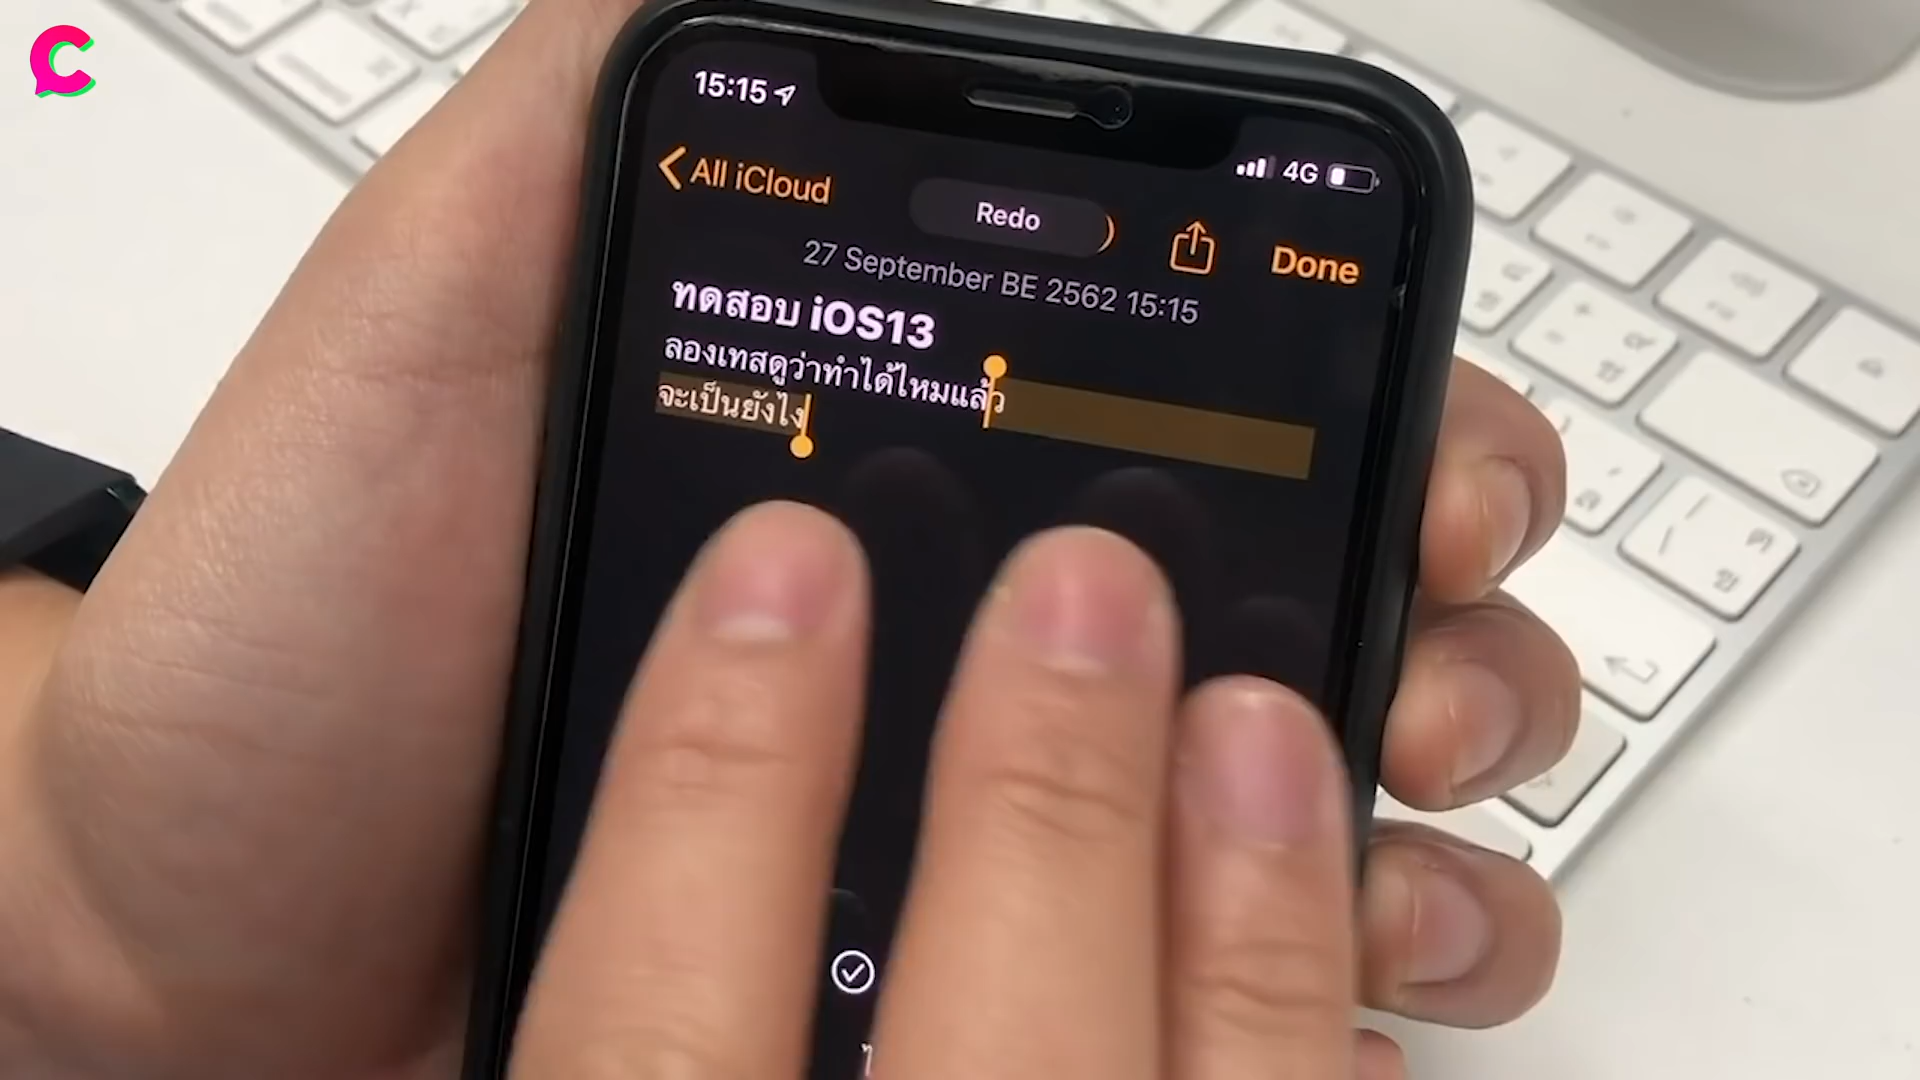 15:15
4G
All iCloud
Redo
Done
27 September BE 2562 15:15
ทดสอบ iOS13
ลองเทสดูว่าทำได้ไหมแล้ว
จะเป็นยังไง